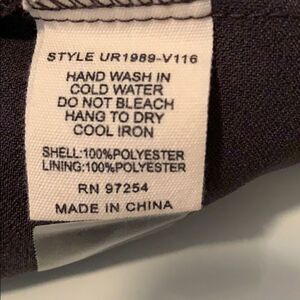 STYLE UR1989-V116
HAND WASH IN
COLD WATER
DO NOT BLEACH
HANG TO DRY
COOL IRON
SHELL:100%POLYESTER
LINING:100%POLYESTER
RN 97254
MADE IN CHINA